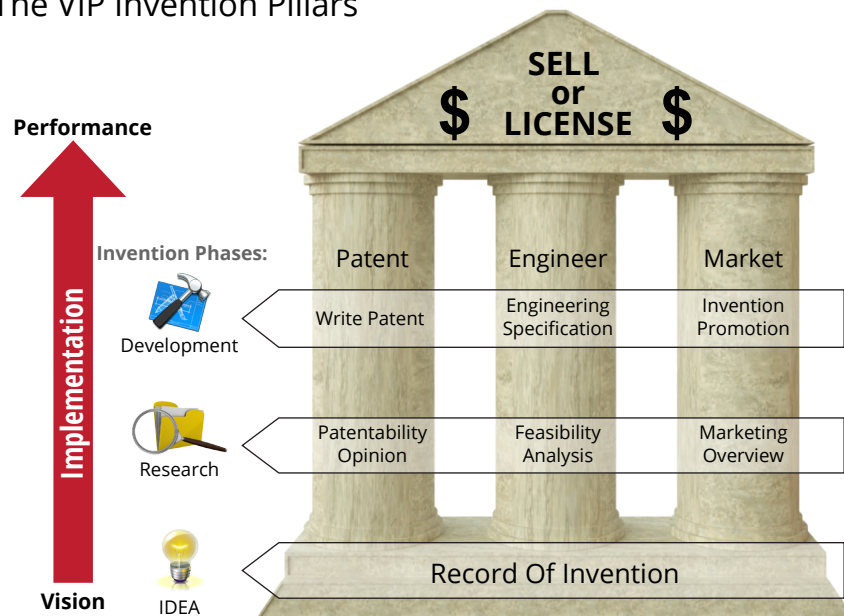 The VIP Invention Pillars
SELL
or
$ LICENSE $
Performance
Invention Phases:
Patent
Engineer
Market
Implementation
Development
Write Patent
Engineering
Specification
Invention
Promotion
Research
Patentability
Opinion
Feasibility
Analysis
Marketing
Overview
Vision
IDEA
Record Of Invention